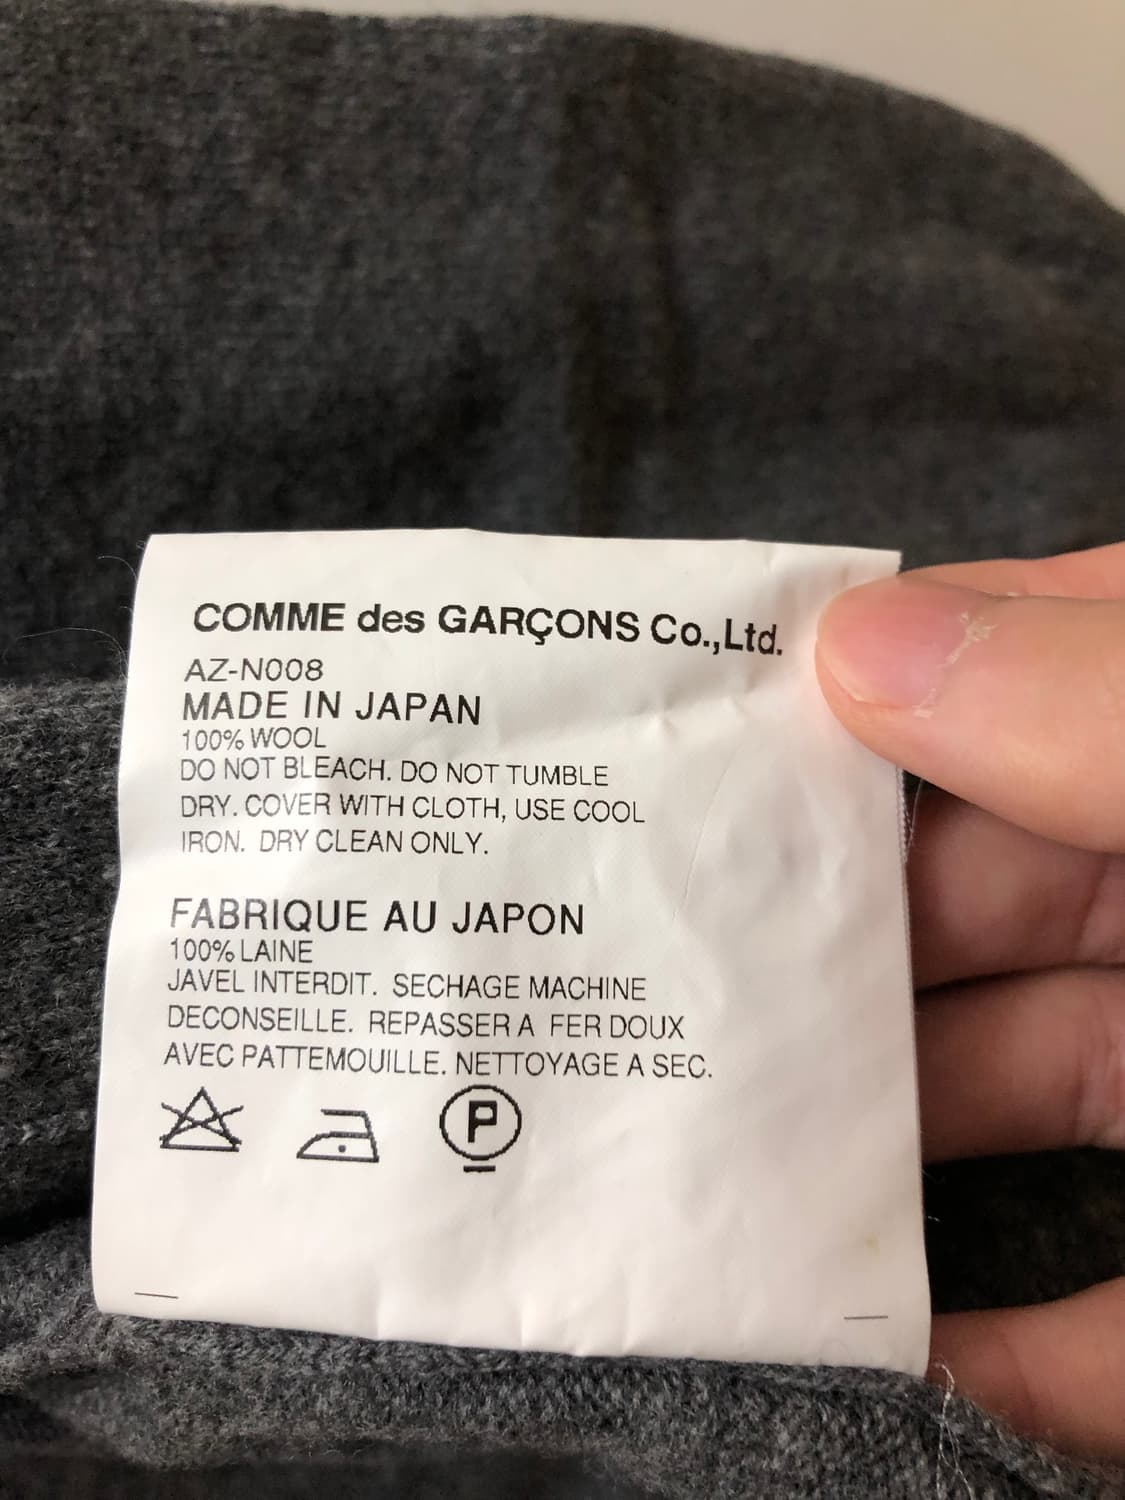 COMME des GARÇONS Co.,Ltd.
AZ-N008
MADE IN JAPAN
100% WOOL
DO NOT BLEACH. DO NOT TUMBLE
DRY. COVER WITH CLOTH, USE COOL
IRON. DRY CLEAN ONLY.
FABRIQUE AU JAPON
100% LAINE
JAVEL INTERDIT. SECHAGE MACHINE
DECONSEILLE. REPASSER A FER DOUX
AVEC PATTEMOUILLE. NETTOYAGE A SEC.
P